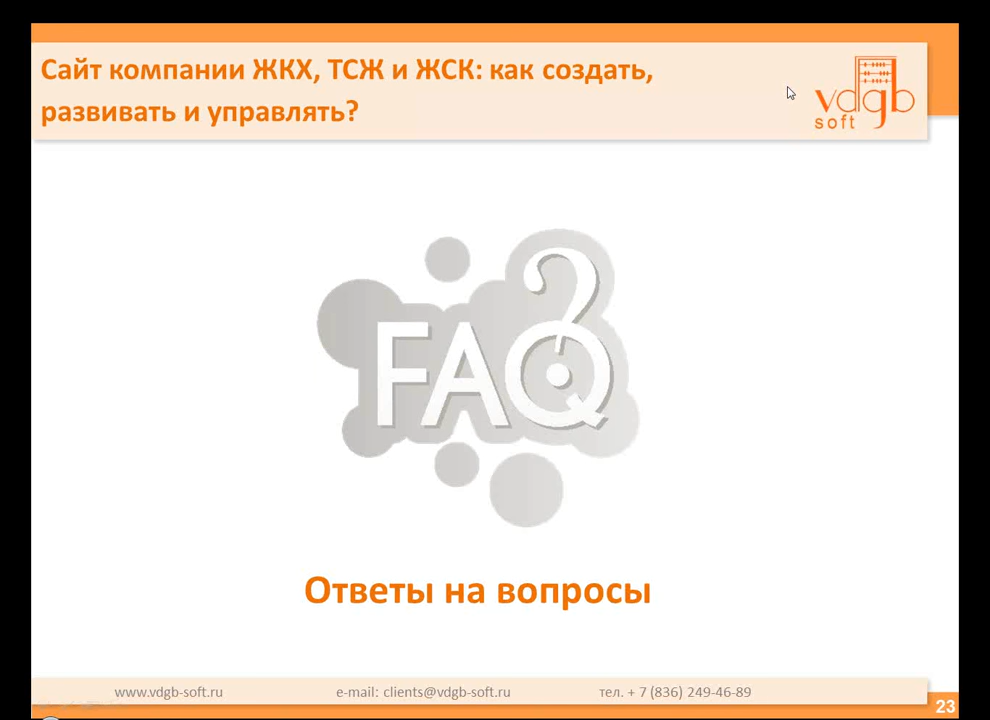 Сайт компании ЖКХ, ТСЖ и ЖСК: как создать,
развивать и управлять?
vdgb
soft
FAQ?
Ответы на вопросы
www.vdgb-soft.ru e-mail: clients@vdgb-soft.ru тел. + 7 (836) 249-46-89
23